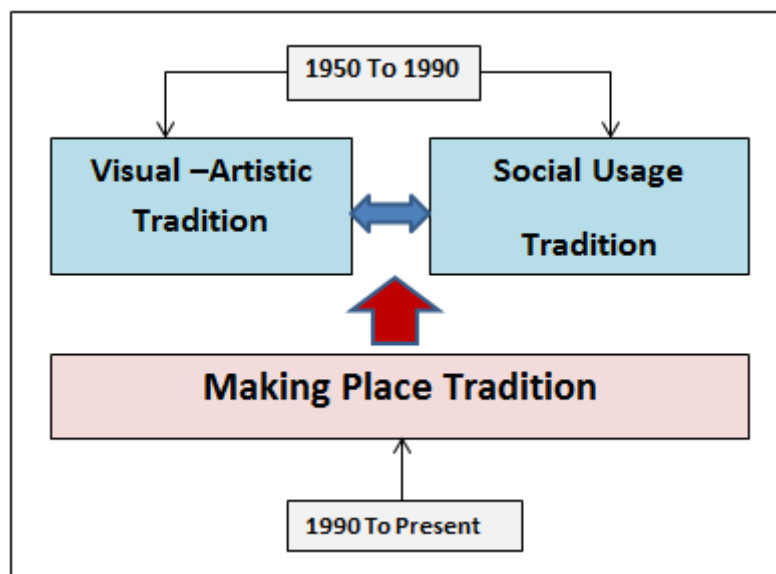 1950 To 1990
Visual –Artistic
Tradition
Social Usage
Tradition
Making Place Tradition
1990 To Present